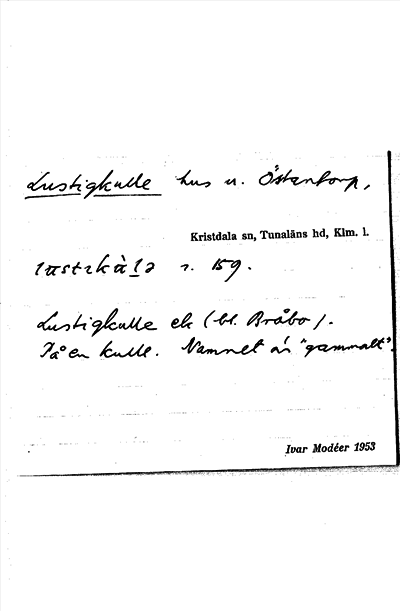 Lustigkulle hus u. Östantorp,
Kristdala sn, Tunaläns hd, Klm. l.
s. 159.
Lustigkulle ek (bl. Bråbo).
På en kulle. Namnet är "gammalt".
Ivar Modéer 1953